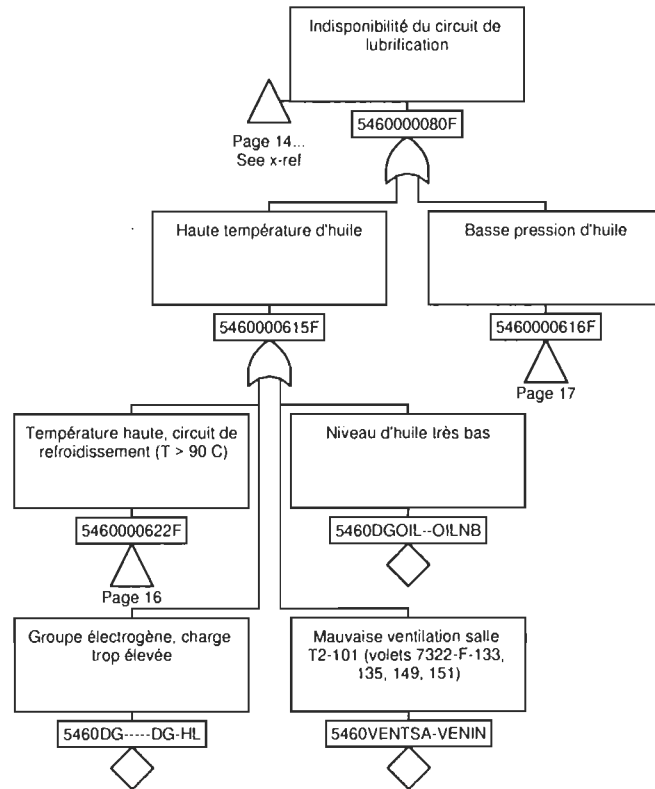 Indisponibilité du circuit de
lubrification
Page 14...
See x-ref
5460000080F
Haute température d'huile
Basse pression d'huile
5460000615F
5460000616F
Page 17
Température haute, circuit de
refroidissement (T > 90 C)
Niveau d'huile très bas
5460000622F
5460DGOIL--OILNB
Page 16
Groupe électrogène, charge
trop élevée
Mauvaise ventilation salle
T2-101 (volets 7322-F-133,
135, 149, 151)
5460DG-----DG-HL
5460VENTSA-VENIN